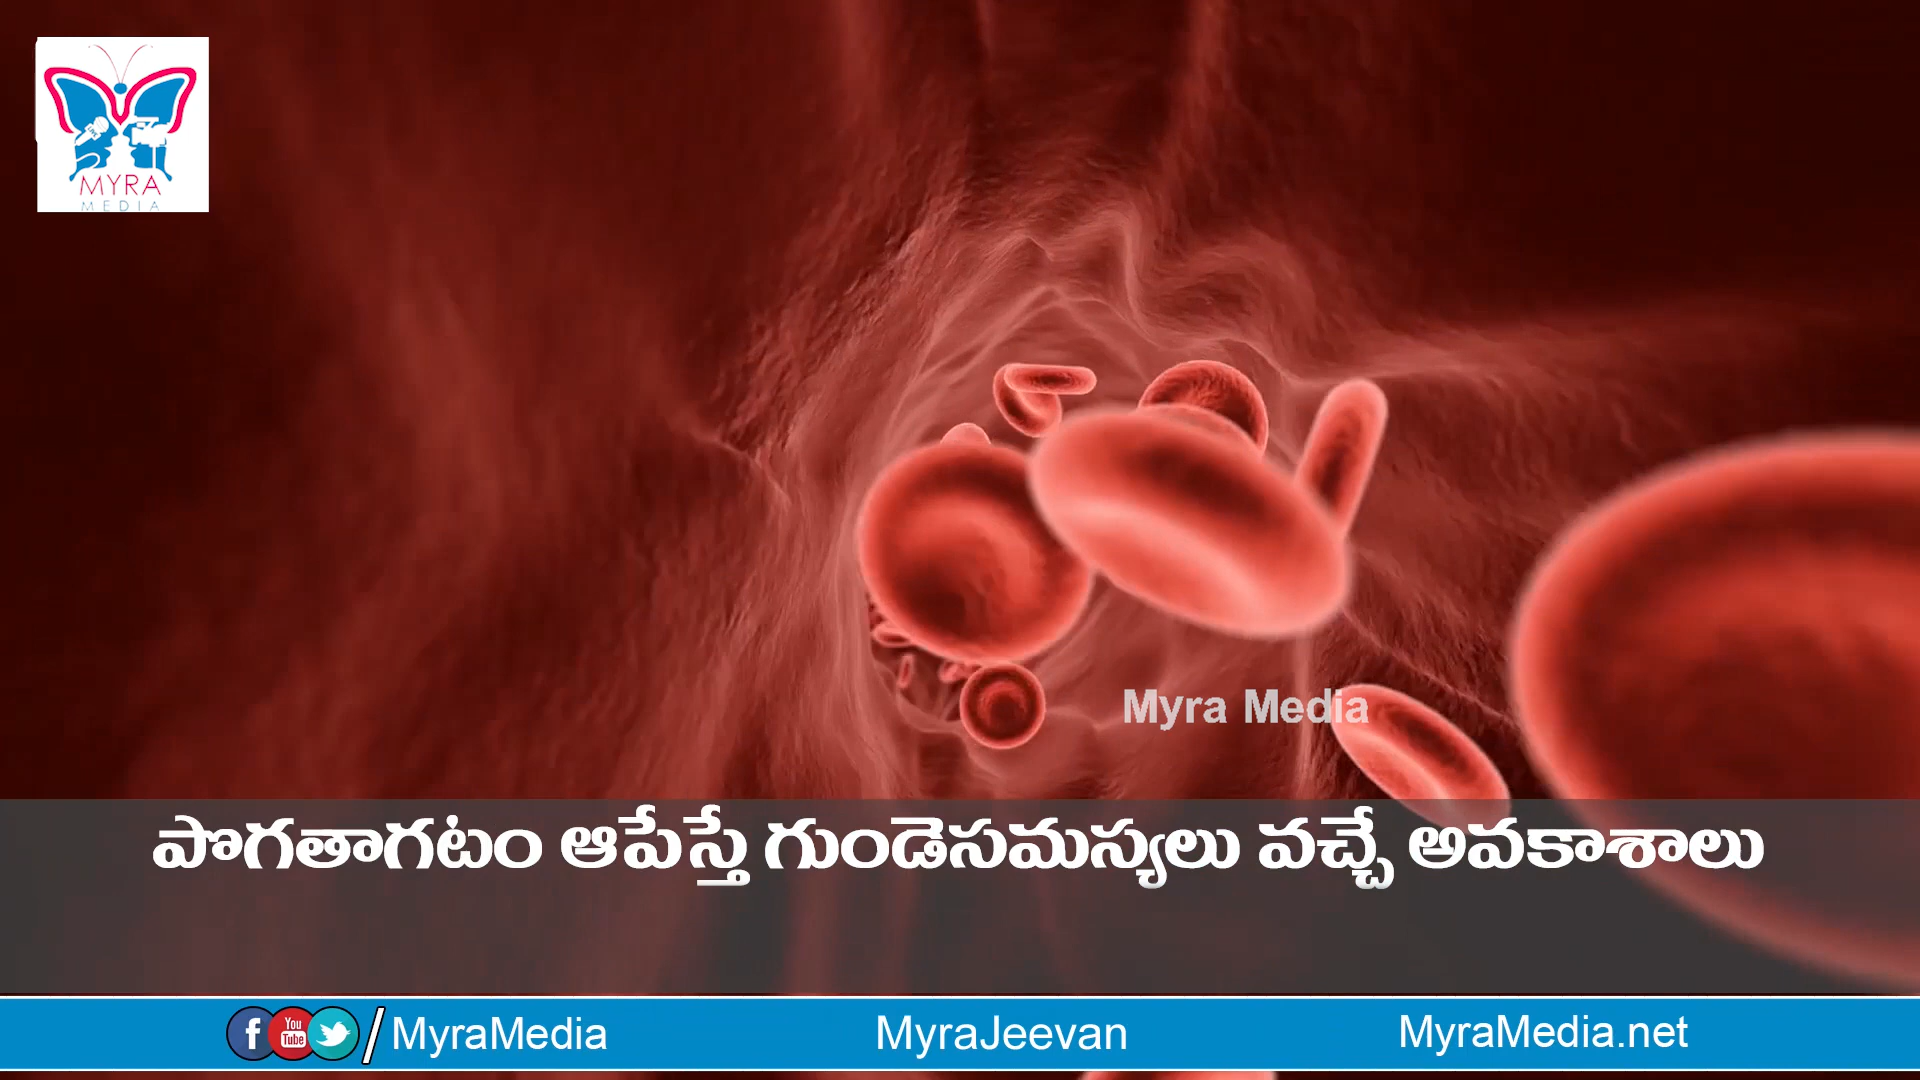 MYRA
MEDIA
Myra Media
పొగతాగటం ఆపేస్తే గుండెసమస్యలు వచ్చే అవకాశాలు
f You Tube / MyraMedia MyraJeevan MyraMedia.net